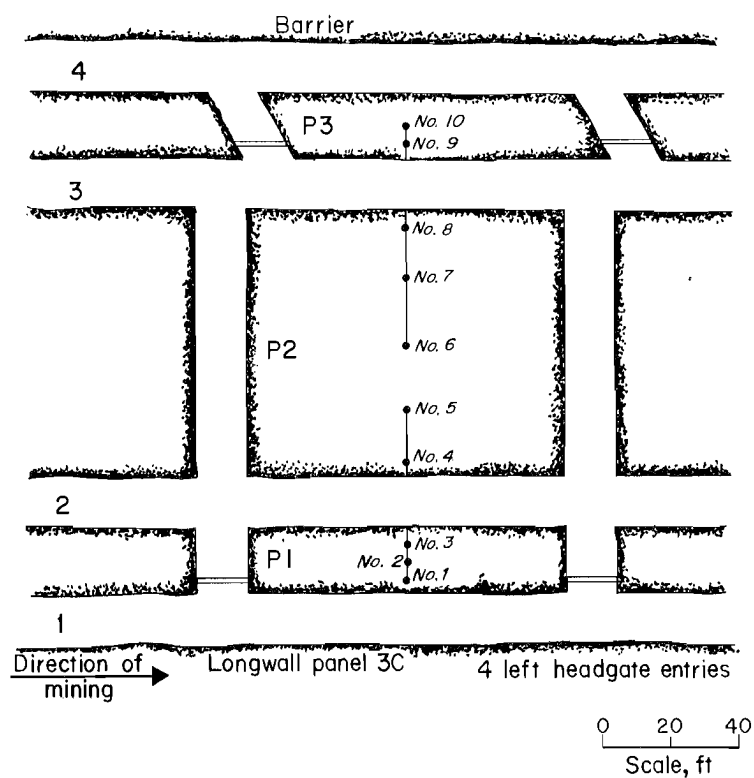 Barrier
4
P3
No. 10
No. 9
3
No. 8
No. 7
P2
No. 6
No. 5
No. 4
2
P1
No. 3
No. 2
No. 1
1
Direction of
mining
Longwall panel 3C
4 left headgate entries
0 20 40
Scale, ft